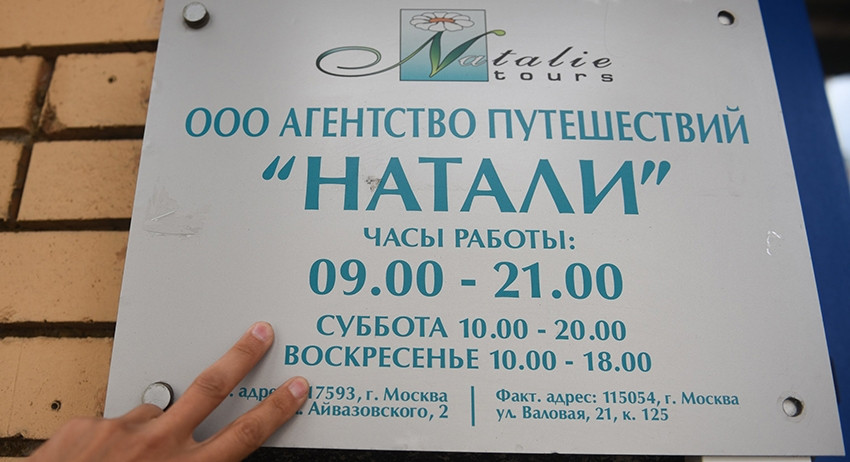 Natalie
tours
ООО АГЕНТСТВО ПУТЕШЕСТВИЙ
“НАТАЛИ”
ЧАСЫ РАБОТЫ:
09.00 - 21.00
СУББОТА 10.00 - 20.00
ВОСКРЕСЕНЬЕ 10.00 - 18.00
адрес: 117593, г. Москва
Айвазовского, 2
Факт. адрес: 115054, г. Москва
ул. Валовая, 21, к. 125